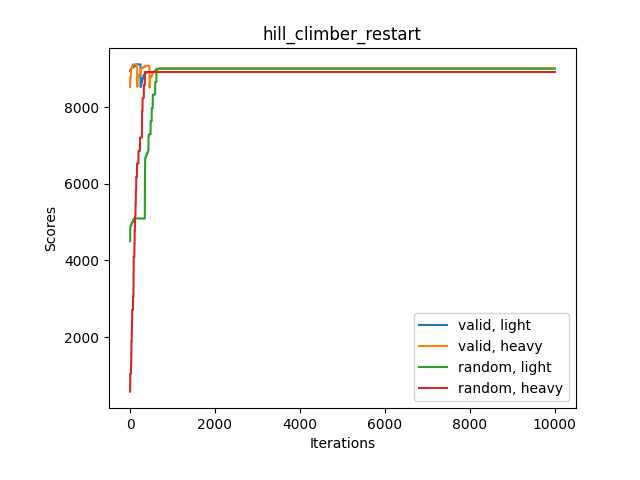 hill_climber_restart
Scores
8000
6000
4000
2000
0
2000
4000
6000
8000
10000
Iterations
valid, light
valid, heavy
random, light
random, heavy